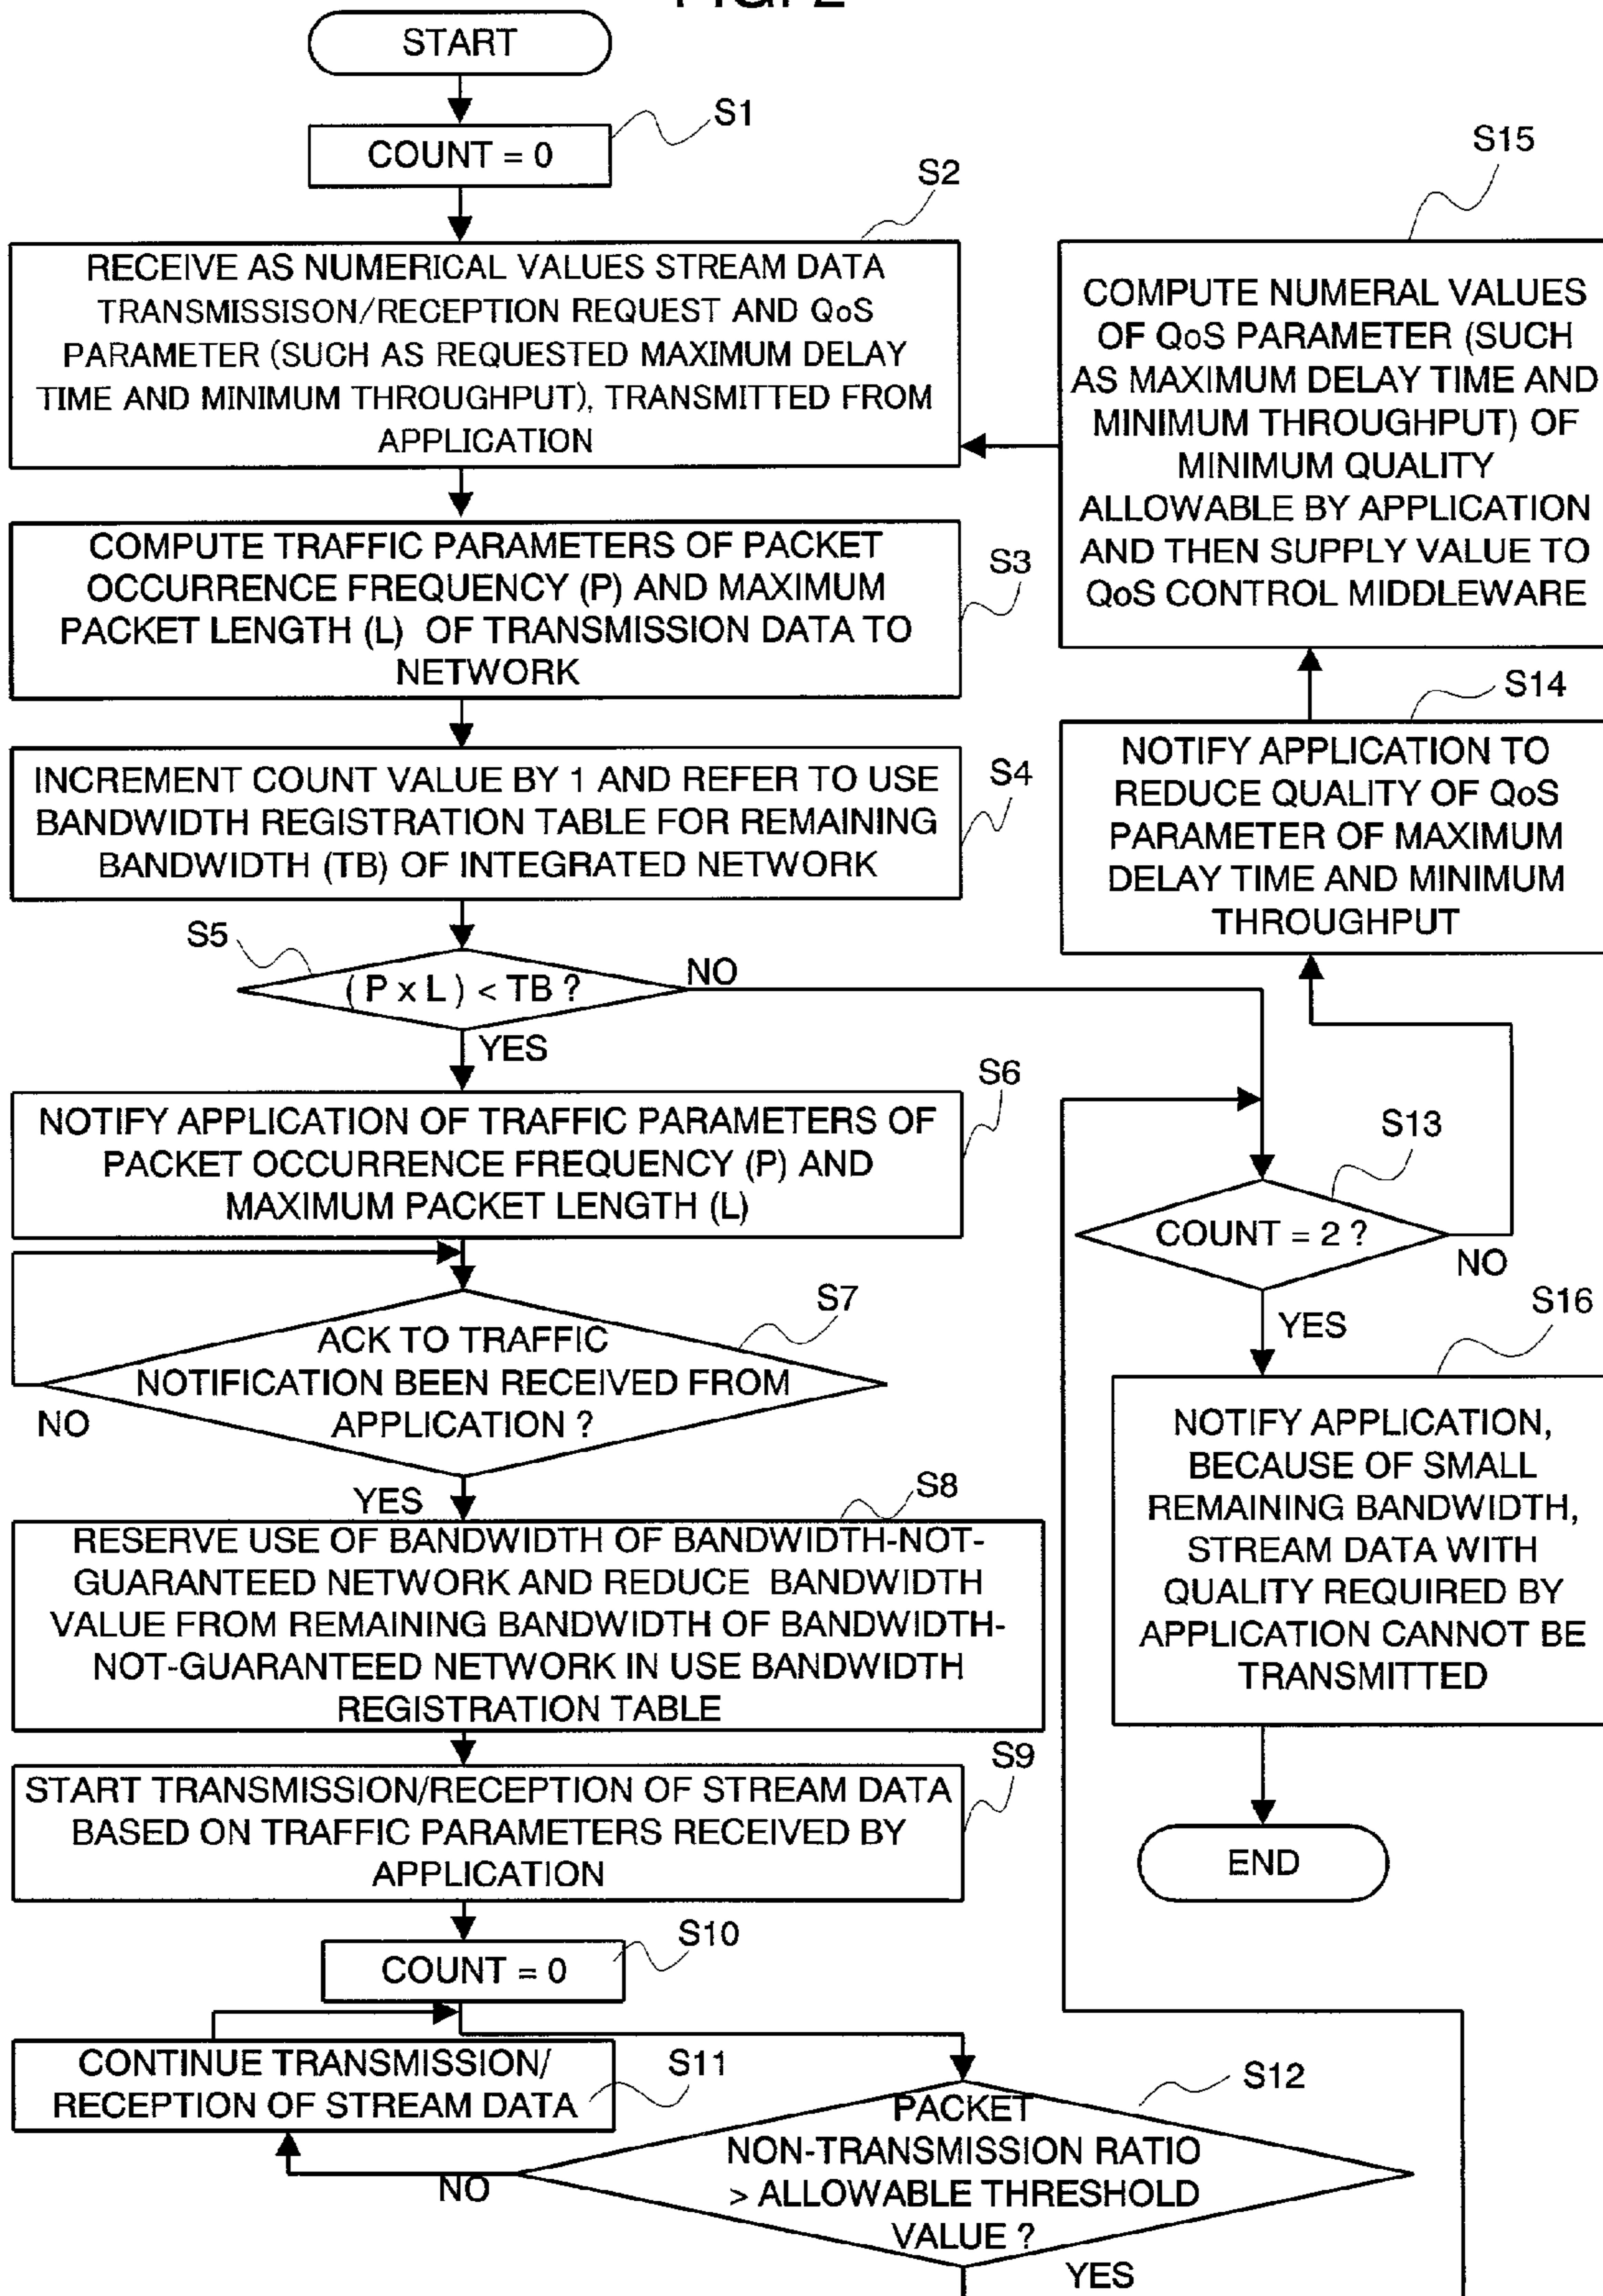 FIG. 2
START
S1
COUNT = 0
S2
RECEIVE AS NUMERICAL VALUES STREAM DATA
TRANSMISSISON/RECEPTION REQUEST AND QoS
PARAMETER (SUCH AS REQUESTED MAXIMUM DELAY
TIME AND MINIMUM THROUGHPUT), TRANSMITTED FROM
APPLICATION
S3
COMPUTE TRAFFIC PARAMETERS OF PACKET
OCCURRENCE FREQUENCY (P) AND MAXIMUM
PACKET LENGTH (L) OF TRANSMISSION DATA TO
NETWORK
S4
INCREMENT COUNT VALUE BY 1 AND REFER TO USE
BANDWIDTH REGISTRATION TABLE FOR REMAINING
BANDWIDTH (TB) OF INTEGRATED NETWORK
S5
( P x L ) < TB ?
NO
YES
S6
NOTIFY APPLICATION OF TRAFFIC PARAMETERS OF
PACKET OCCURRENCE FREQUENCY (P) AND
MAXIMUM PACKET LENGTH (L)
S7
ACK TO TRAFFIC
NOTIFICATION BEEN RECEIVED FROM
APPLICATION ?
NO
YES
S8
RESERVE USE OF BANDWIDTH OF BANDWIDTH-NOT-
GUARANTEED NETWORK AND REDUCE BANDWIDTH
VALUE FROM REMAINING BANDWIDTH OF BANDWIDTH-
NOT-GUARANTEED NETWORK IN USE BANDWIDTH
REGISTRATION TABLE
S9
START TRANSMISSION/RECEPTION OF STREAM DATA
BASED ON TRAFFIC PARAMETERS RECEIVED BY
APPLICATION
S10
COUNT = 0
S11
CONTINUE TRANSMISSION/
RECEPTION OF STREAM DATA
S12
PACKET
NON-TRANSMISSION RATIO
> ALLOWABLE THRESHOLD
VALUE ?
NO
YES
S15
COMPUTE NUMERAL VALUES
OF QoS PARAMETER (SUCH
AS MAXIMUM DELAY TIME AND
MINIMUM THROUGHPUT) OF
MINIMUM QUALITY
ALLOWABLE BY APPLICATION
AND THEN SUPPLY VALUE TO
QoS CONTROL MIDDLEWARE
S14
NOTIFY APPLICATION TO
REDUCE QUALITY OF QoS
PARAMETER OF MAXIMUM
DELAY TIME AND MINIMUM
THROUGHPUT
S13
COUNT = 2 ?
NO
YES
S16
NOTIFY APPLICATION,
BECAUSE OF SMALL
REMAINING BANDWIDTH,
STREAM DATA WITH
QUALITY REQUIRED BY
APPLICATION CANNOT BE
TRANSMITTED
END